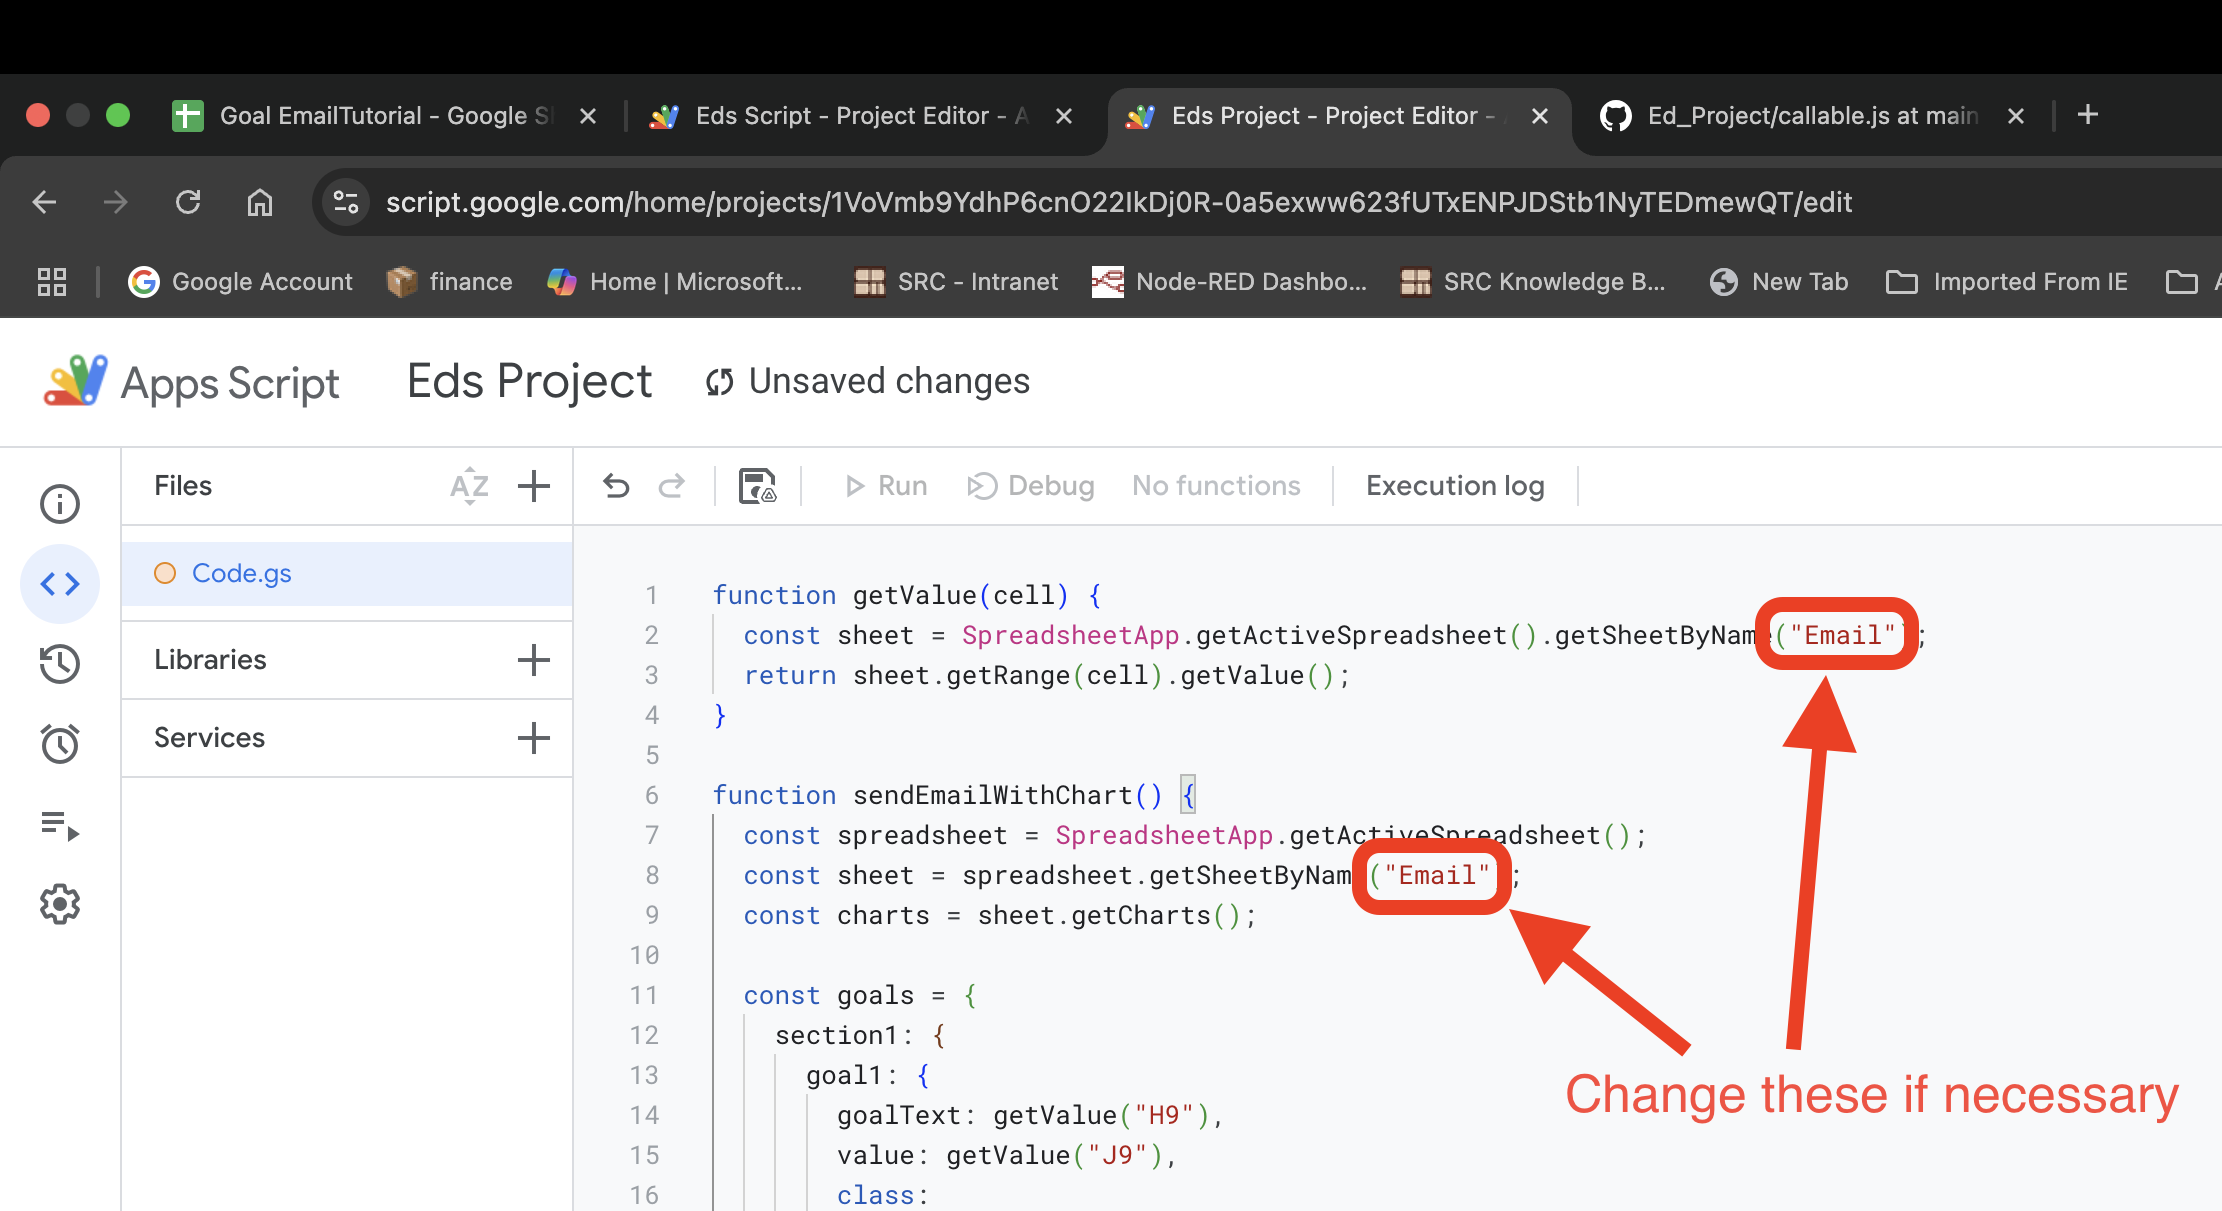 Goal EmailTutorial - Google S
Eds Script - Project Editor - A
Eds Project - Project Editor -
Ed_Project/callable.js at main
script.google.com/home/projects/1VoVmb9YdhP6cnO22IkDj0R-0a5exww623fUTxENPJDStb1NyTEDmewQT/edit
Google Account
finance
Home | Microsoft...
SRC - Intranet
Node-RED Dashbo...
SRC Knowledge B...
New Tab
Imported From IE
Apps Script
Eds Project
Unsaved changes
Files
AZ
Run
Debug
No functions
Execution log
Code.gs
Libraries
Services
1 function getValue(cell) {
2 const sheet = SpreadsheetApp.getActiveSpreadsheet().getSheetByName("Email");
3 return sheet.getRange(cell).getValue();
4 }
5
6 function sendEmailWithChart() {
7 const spreadsheet = SpreadsheetApp.getActiveSpreadsheet();
8 const sheet = spreadsheet.getSheetByNam("Email");
9 const charts = sheet.getCharts();
10
11 const goals = {
12 section1: {
13 goal1: {
14 goalText: getValue("H9"),
15 value: getValue("J9"),
16 class:
Change these if necessary